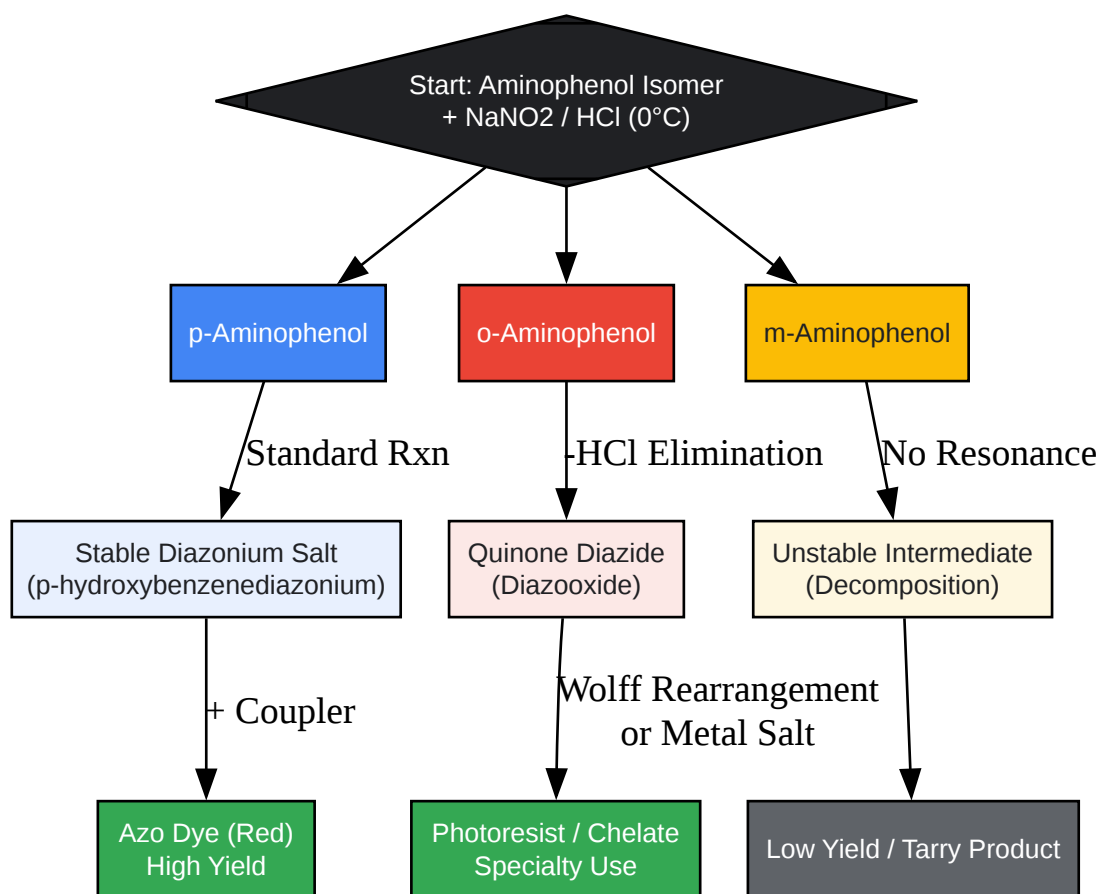 Start: Aminophenol Isomer
+ NaNO2 / HCl (0°C)
p-Aminophenol
o-Aminophenol
m-Aminophenol
Standard Rxn
-HCl Elimination
No Resonance
Stable Diazonium Salt
(p-hydroxybenzenediazonium)
Quinone Diazide
(Diazooxide)
Unstable Intermediate
(Decomposition)
+ Coupler
Wolff Rearrangement
or Metal Salt
Azo Dye (Red)
High Yield
Photoresist / Chelate
Specialty Use
Low Yield / Tarry Product